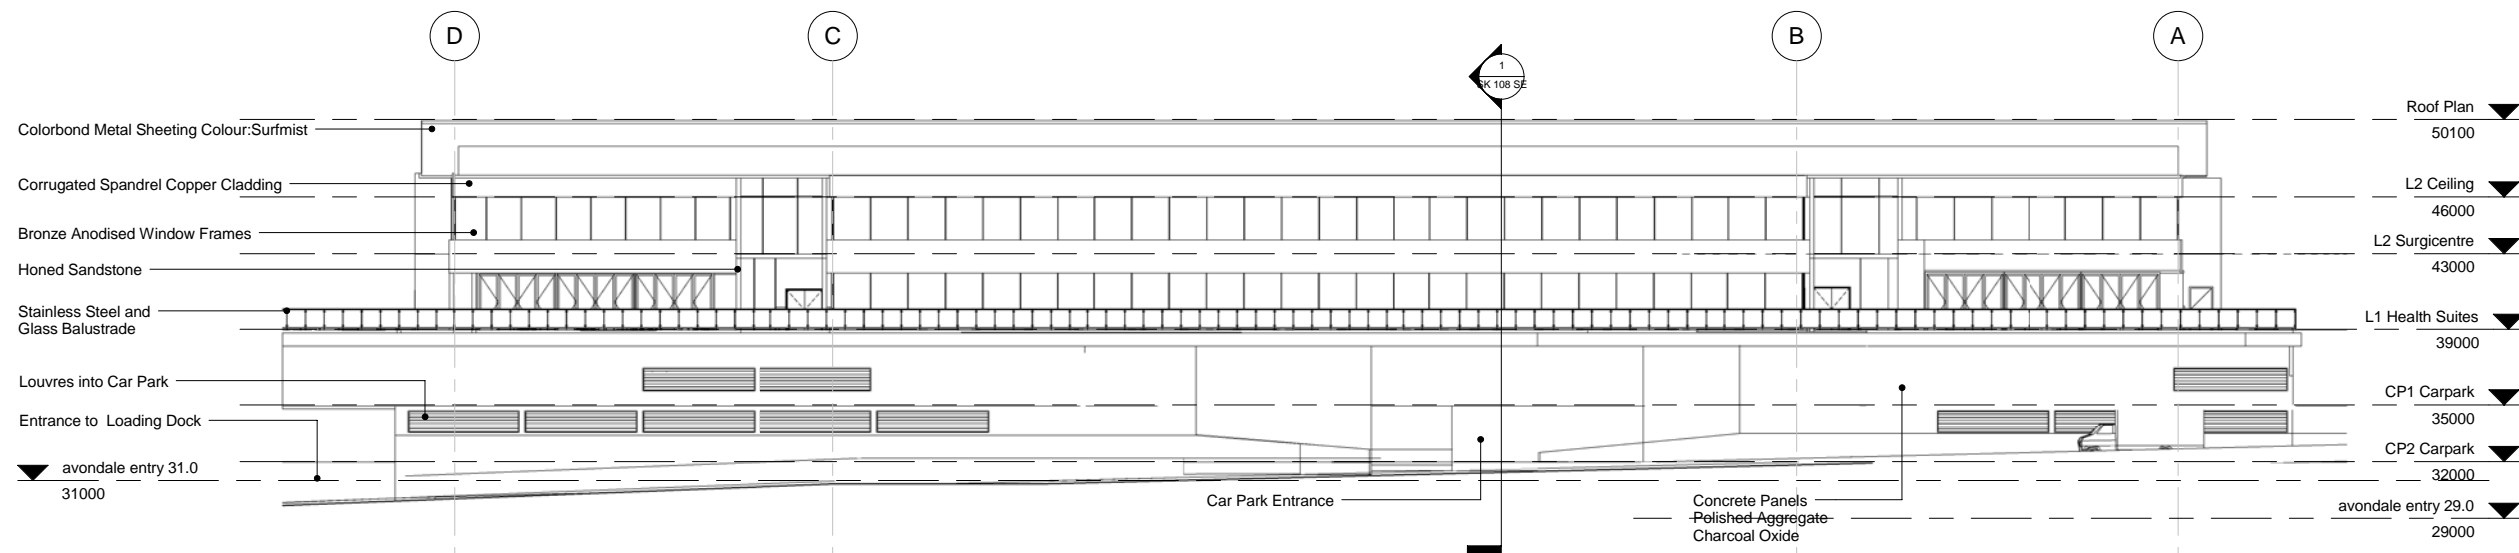 D
C
B
A
1
SK 108 SE
Roof Plan
50100
Colorbond Metal Sheeting Colour:Surfmist
Corrugated Spandrel Copper Cladding
L2 Ceiling
46000
Bronze Anodised Window Frames
L2 Surgicentre
43000
Honed Sandstone
Stainless Steel and
Glass Balustrade
L1 Health Suites
39000
Louvres into Car Park
CP1 Carpark
35000
Entrance to Loading Dock
CP2 Carpark
32000
avondale entry 31.0
31000
Car Park Entrance
Concrete Panels
Polished Aggregate
Charcoal Oxide
avondale entry 29.0
29000